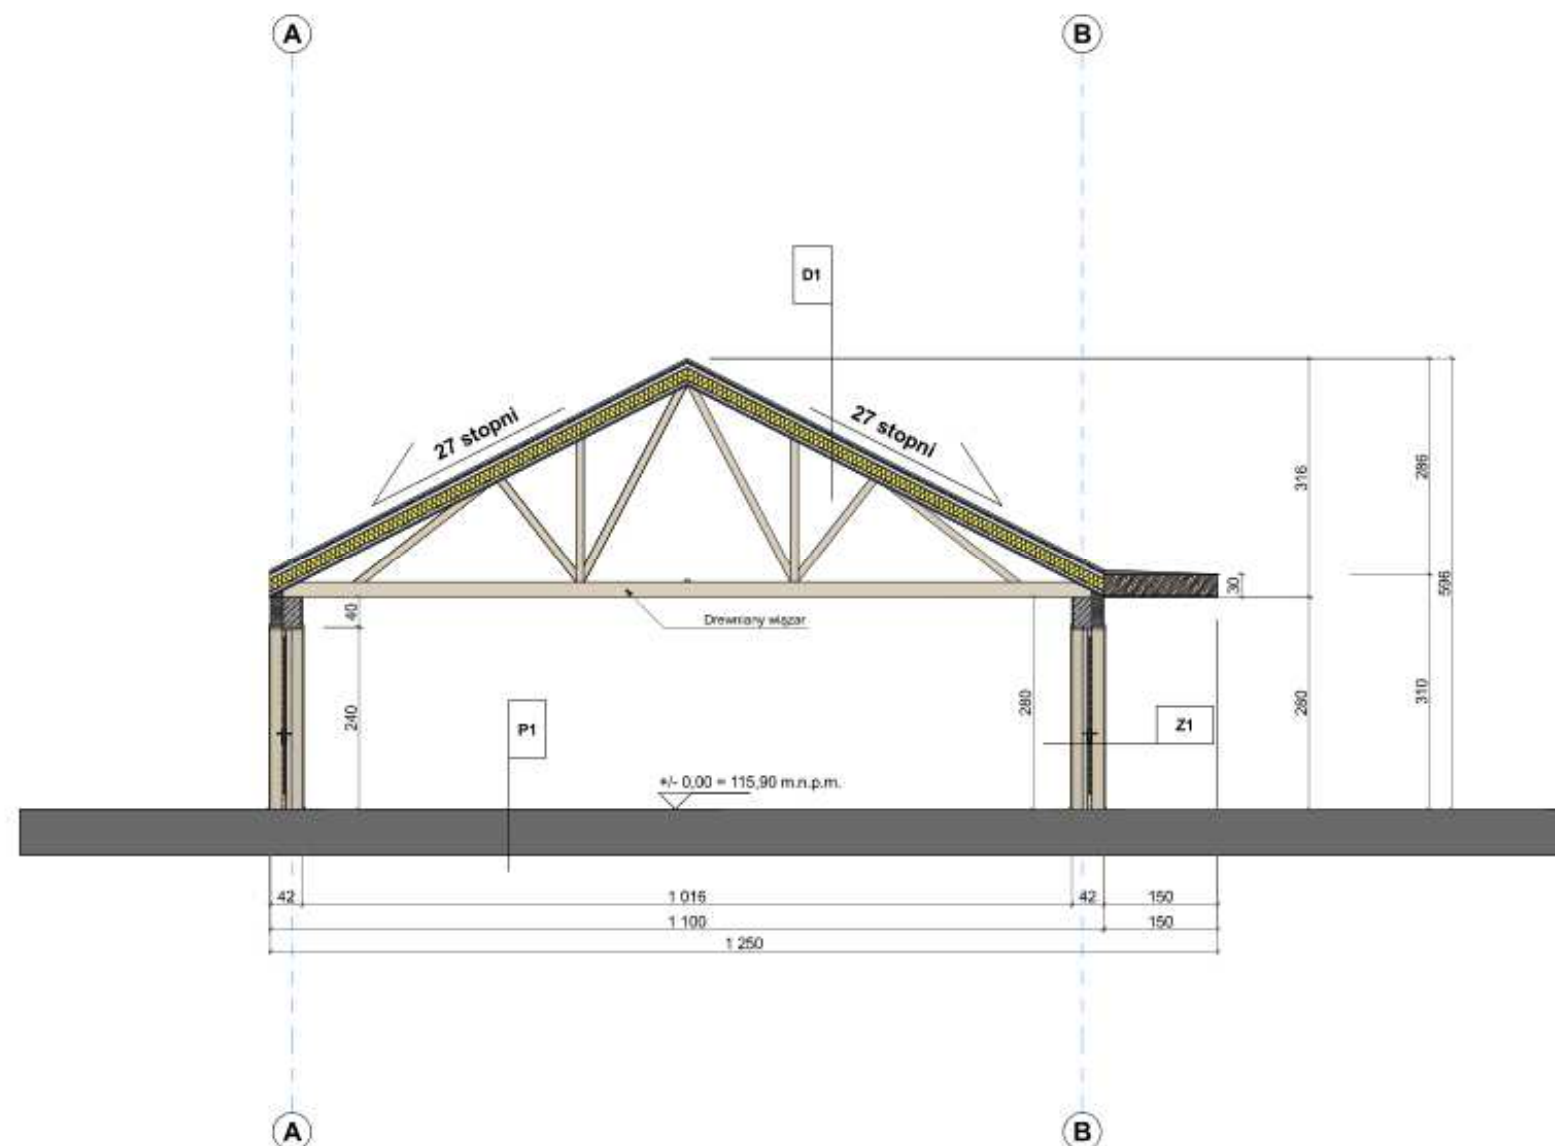 A
B
D1
27 stopni
27 stopni
316
286
596
30
40
Drewniany wiązar
240
280
280
310
P1
Z1
+/- 0,00 = 115,90 m.n.p.m.
42
1 016
42
150
1 100
150
1 250
A
B